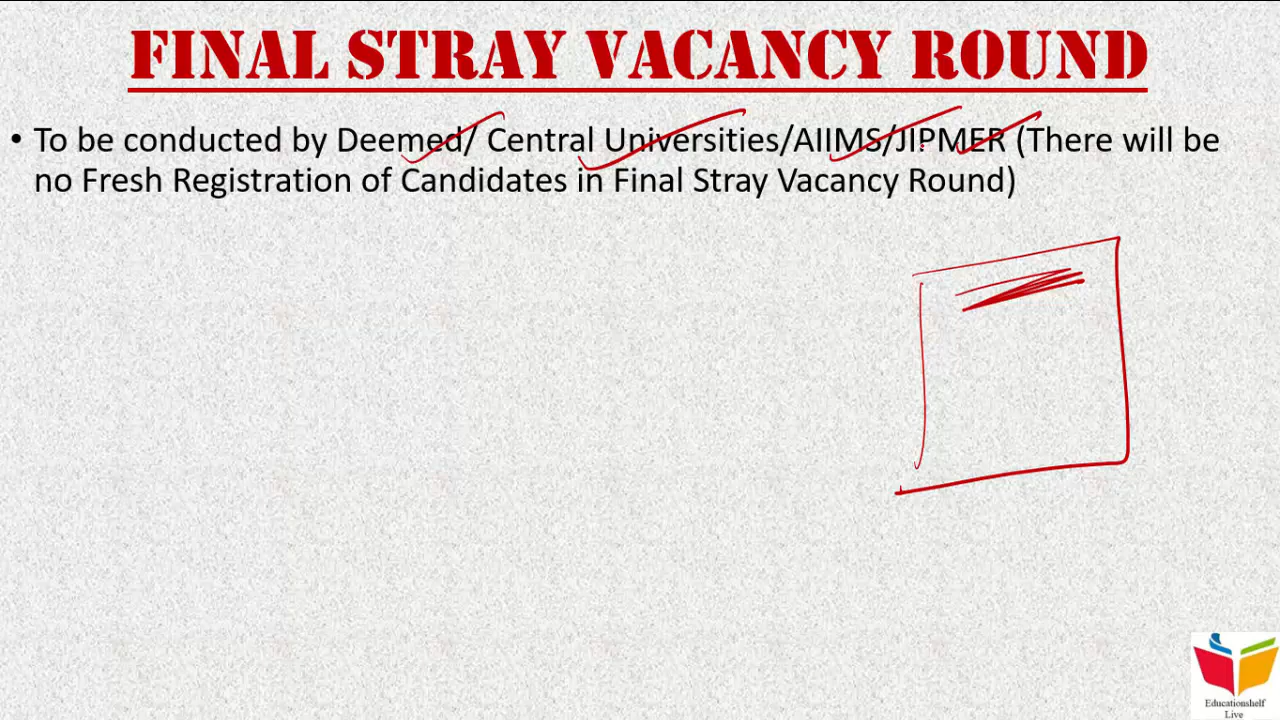 FINAL STRAY VACANCY ROUND
• To be conducted by Deemed/ Central Universities/AIIMS/JIPMER (There will be
no Fresh Registration of Candidates in Final Stray Vacancy Round)
Educationshelf
Live